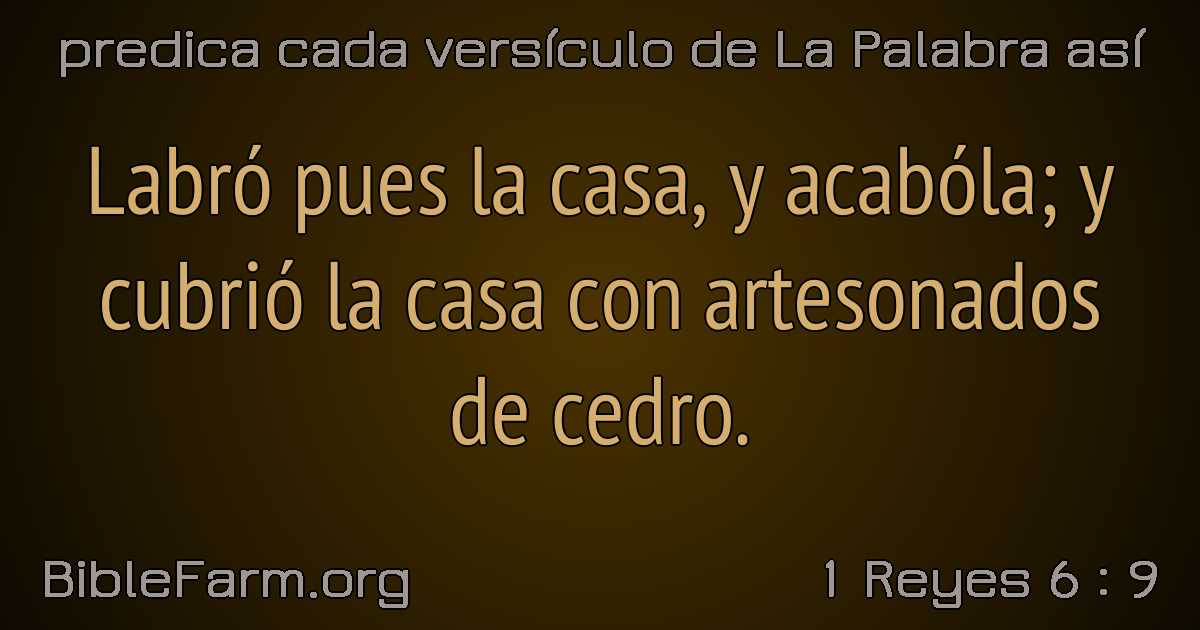 predica cada versículo de La Palabra así
Labró pues la casa, y acabóla; y
cubrió la casa con artesonados
de cedro.
BibleFarm.org
1 Reyes 6 : 9